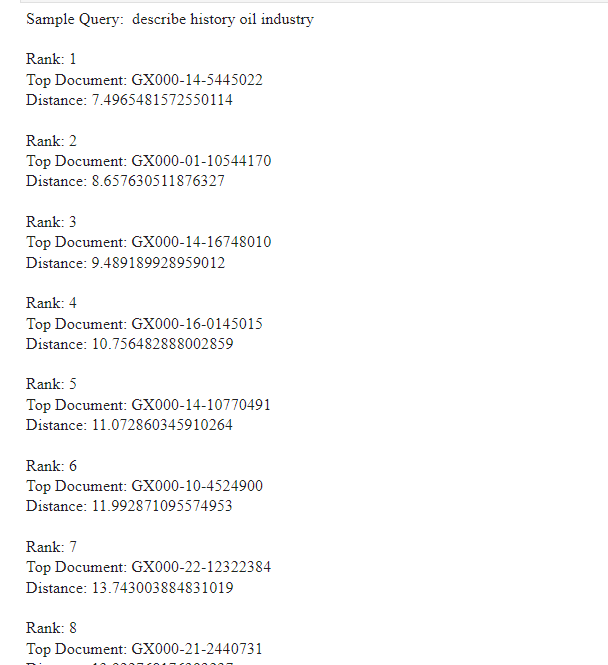 Sample Query:  describe history oil industry
Rank: 1
Top Document: GX000-14-5445022
Distance: 7.4965481572550114
Rank: 2
Top Document: GX000-01-10544170
Distance: 8.657630511876327
Rank: 3
Top Document: GX000-14-16748010
Distance: 9.489189928959012
Rank: 4
Top Document: GX000-16-0145015
Distance: 10.756482888002859
Rank: 5
Top Document: GX000-14-10770491
Distance: 11.072860345910264
Rank: 6
Top Document: GX000-10-4524900
Distance: 11.992871095574953
Rank: 7
Top Document: GX000-22-12322384
Distance: 13.743003884831019
Rank: 8
Top Document: GX000-21-2440731